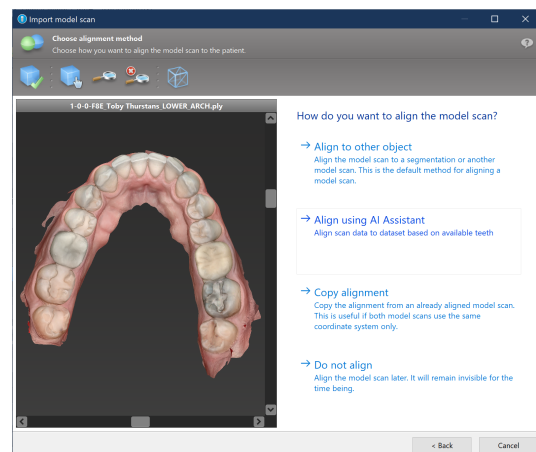 Import model scan
Choose alignment method
Choose how you want to align the model scan to the patient.
1-0-0-F8E_Toby Thurstans_LOWER_ARCH.ply
How do you want to align the model scan?
→ Align to other object
Align the model scan to a segmentation or another
model scan. This is the default method for aligning a
model scan.
→ Align using AI Assistant
Align scan data to dataset based on available teeth
→ Copy alignment
Copy the alignment from an already aligned model scan.
This is useful if both model scans use the same
coordinate system only.
→ Do not align
Align the model scan later. It will remain invisible for the
time being.
< Back
Cancel